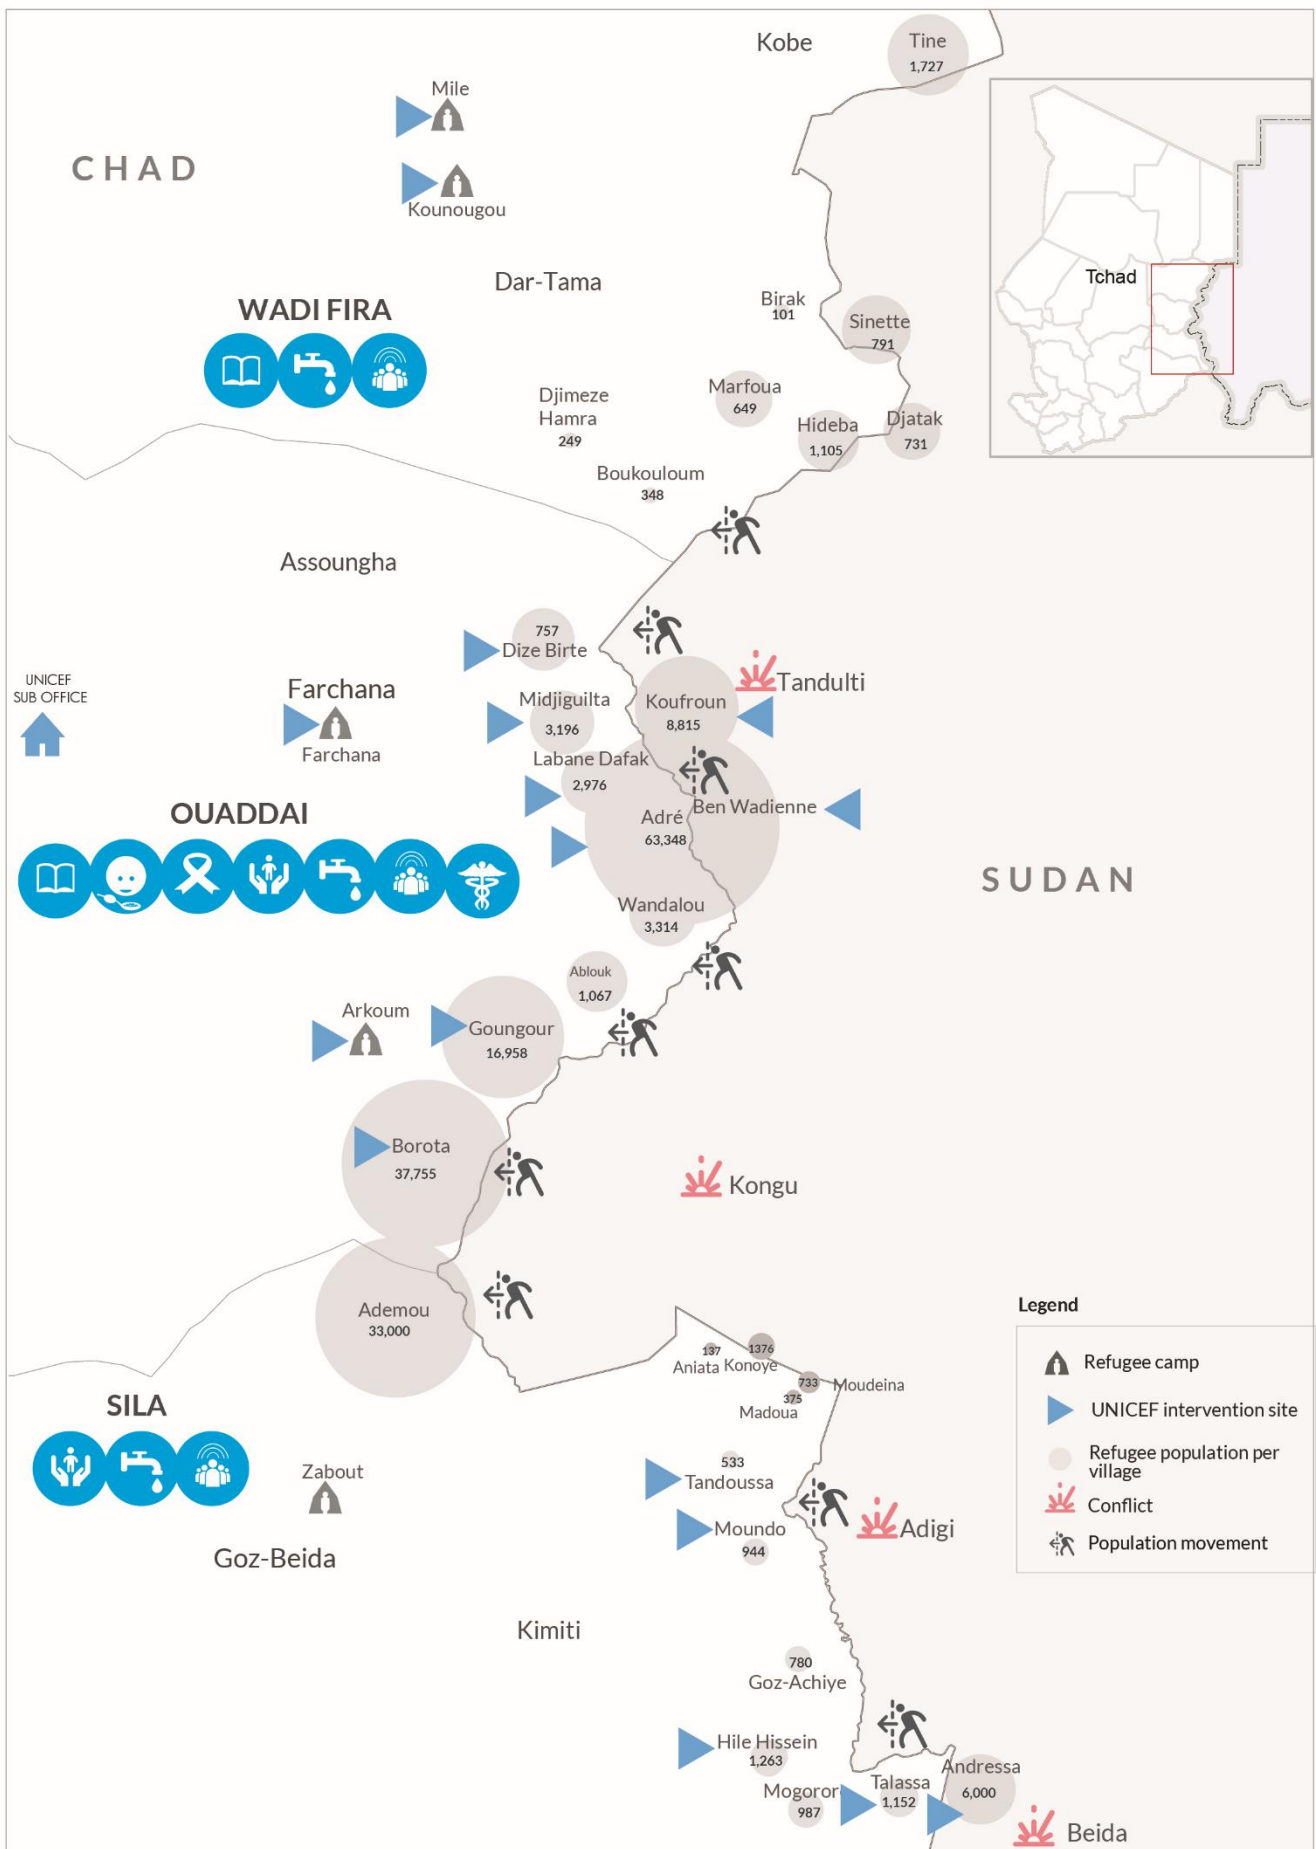 Kobe
Tine
1,727
Mile
CHAD
Kounougou
Tchad
Dar-Tama
Birak
101
WADI FIRA
Sinette
791
Djimeze
Hamra
249
Marfoua
649
Hideba
1,105
Djatak
731
Boukouloum
348
Assoungha
757
Dize Birte
UNICEF
SUB OFFICE
Farchana
Farchana
Midjiguilta
3,196
Koufroun
8,815
Tandulti
Labane Dafak
2,976
Ben Wadienne
Adré
63,348
OUADDAI
SUDAN
Wandalou
3,314
Ablouk
1,067
Arkoum
Goungour
16,958
Borota
37,755
Kongu
Ademou
33,000
Legend
Refugee camp
UNICEF intervention site
Refugee population per
village
Conflict
Population movement
137
Aniata
1376
Konoye
733
Moudeina
375
Madoua
SILA
Zabout
533
Tandoussa
Moundo
944
Adigi
Goz-Beida
Kimiti
780
Goz-Achiye
Hile Hissein
1,263
Mogoror
987
Talassa
1,152
Andressa
6,000
Beida